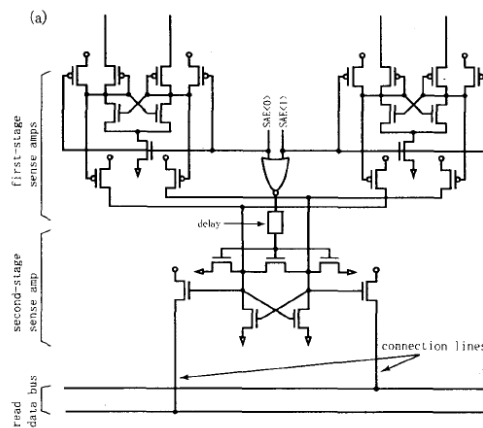 (a)
first-stage
sense amps
SAE<0>
SAE<1>
delay
second-stage
sense amp
connection lines
read
data bus